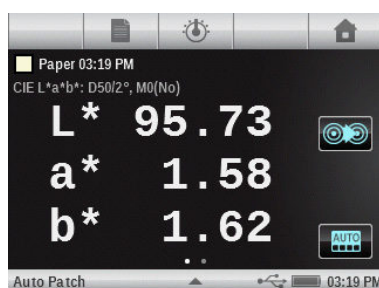 Paper 03:19 PM
CIE L*a*b*: D50/2°, M0(No)
L* 95.73
a* 1.58
b* 1.62
AUTO
Auto Patch 03:19 PM